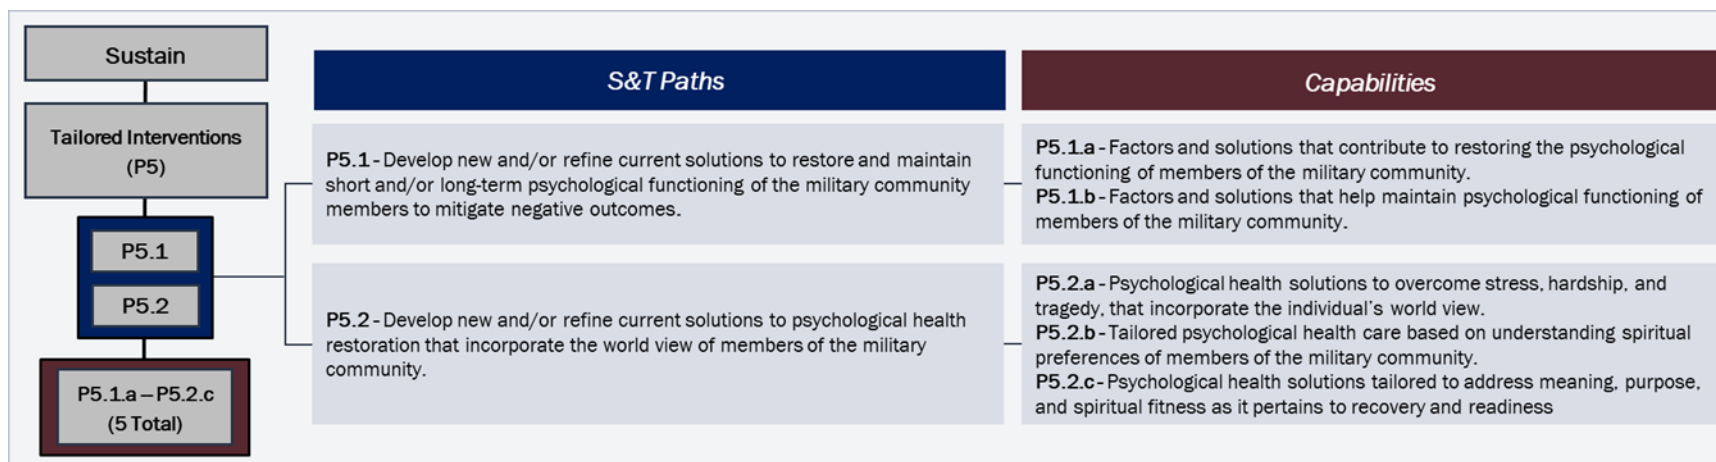 Sustain
Tailored Interventions
(P5)
P5.1
P5.2
P5.1.a – P5.2.c
(5 Total)
S&T Paths
P5.1 - Develop new and/or refine current solutions to restore and maintain
short and/or long-term psychological functioning of the military community
members to mitigate negative outcomes.
P5.2 - Develop new and/or refine current solutions to psychological health
restoration that incorporate the world view of members of the military
community.
Capabilities
P5.1.a - Factors and solutions that contribute to restoring the psychological
functioning of members of the military community.
P5.1.b - Factors and solutions that help maintain psychological functioning of
members of the military community.
P5.2.a - Psychological health solutions to overcome stress, hardship, and
tragedy, that incorporate the individual's world view.
P5.2.b - Tailored psychological health care based on understanding spiritual
preferences of members of the military community.
P5.2.c - Psychological health solutions tailored to address meaning, purpose,
and spiritual fitness as it pertains to recovery and readiness